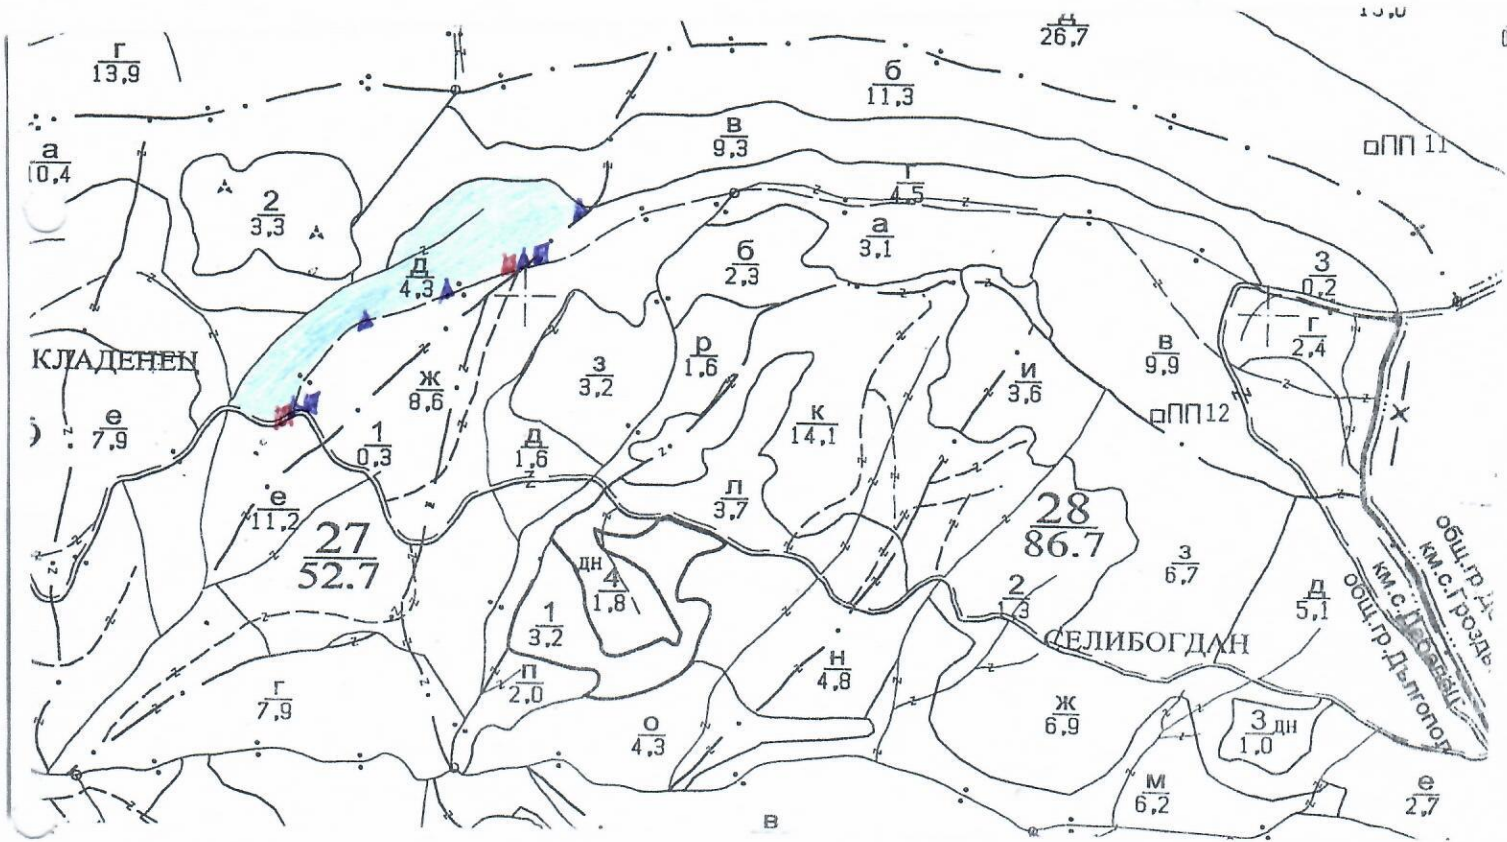 г
13,9
26,7
б
11,3
в
9,3
□ПП 11
а
10,4
2
3,3
г
4,5
а
3,1
б
2,3
3
0,2
д
4,3
г
2,4
КЛАДЕНЕЦ
ж
8,6
з
3,2
р
1,6
и
3,6
в
9,9
□ПП12
е
7,9
1
0,3
д
1,6
к
14,1
л
3,7
е
11,2
27
52.7
28
86.7
з
6,7
дн
4
1,8
1
3,2
2
1,3
д
5,1
СЕЛИБОГДАН
общ.гр.
км.с.Гроздь
км.с.Дебелец
общ.гр.Дългопол
г
7,9
п
2,0
н
4,8
о
4,3
ж
6,9
3 дн
1,0
м
6,2
е
2,7
в